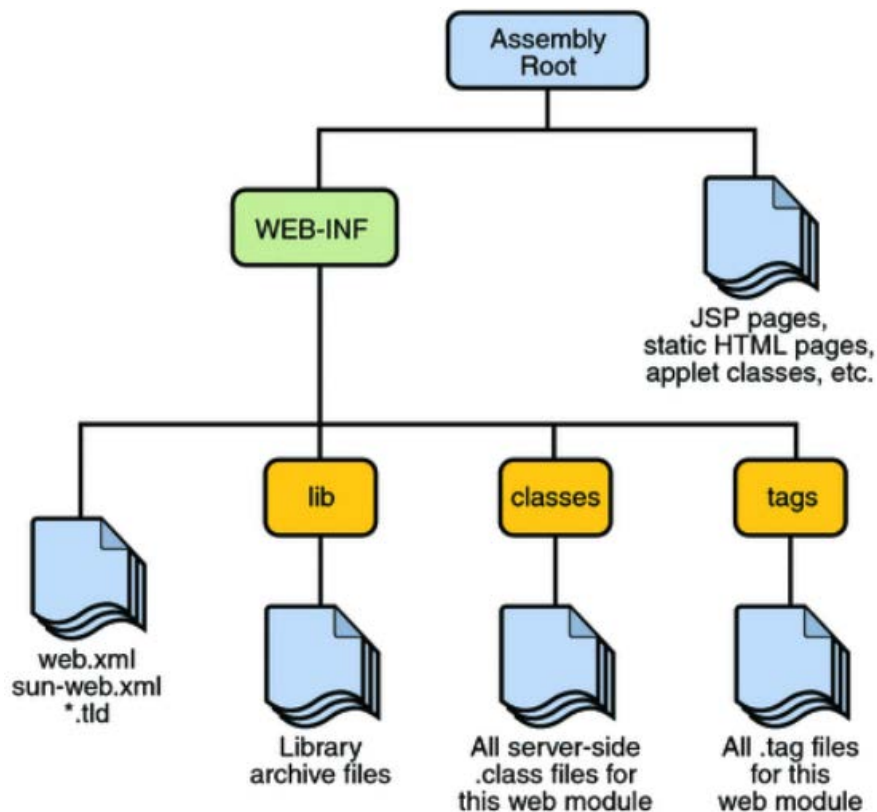 Assembly
Root
WEB-INF
JSP pages,
static HTML pages,
applet classes, etc.
lib
classes
tags
web.xml
sun-web.xml
*.tld
Library
archive files
All server-side
.class files for
this web module
All .tag files
for this
web module